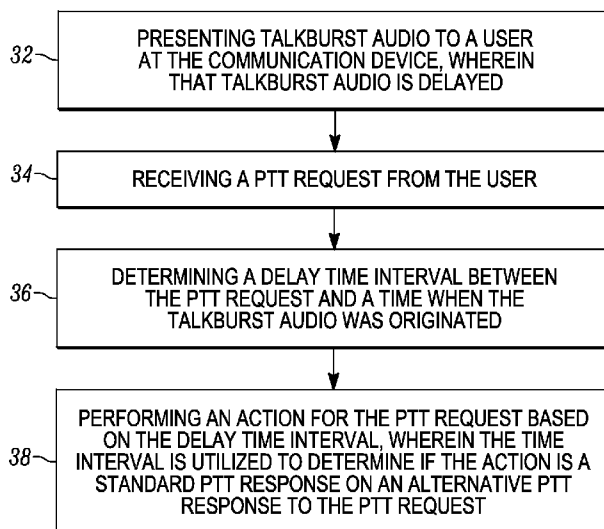 32
PRESENTING TALKBURST AUDIO TO A USER
AT THE COMMUNICATION DEVICE, WHEREIN
THAT TALKBURST AUDIO IS DELAYED
34
RECEIVING A PTT REQUEST FROM THE USER
36
DETERMINING A DELAY TIME INTERVAL BETWEEN
THE PTT REQUEST AND A TIME WHEN THE
TALKBURST AUDIO WAS ORIGINATED
38
PERFORMING AN ACTION FOR THE PTT REQUEST BASED
ON THE DELAY TIME INTERVAL, WHEREIN THE TIME
INTERVAL IS UTILIZED TO DETERMINE IF THE ACTION IS A
STANDARD PTT RESPONSE ON AN ALTERNATIVE PTT
RESPONSE TO THE PTT REQUEST